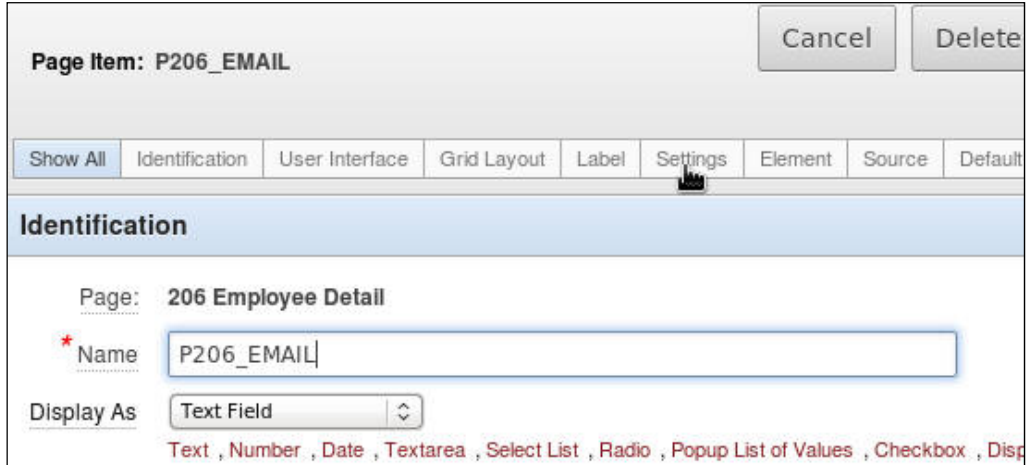 Cancel Delete
Page Item: P206_EMAIL
Show All Identification User Interface Grid Layout Label Settings Element Source Default
Identification
Page: 206 Employee Detail
* Name P206_EMAIL
Display As Text Field
Text , Number , Date , Textarea , Select List , Radio , Popup List of Values , Checkbox , Disp